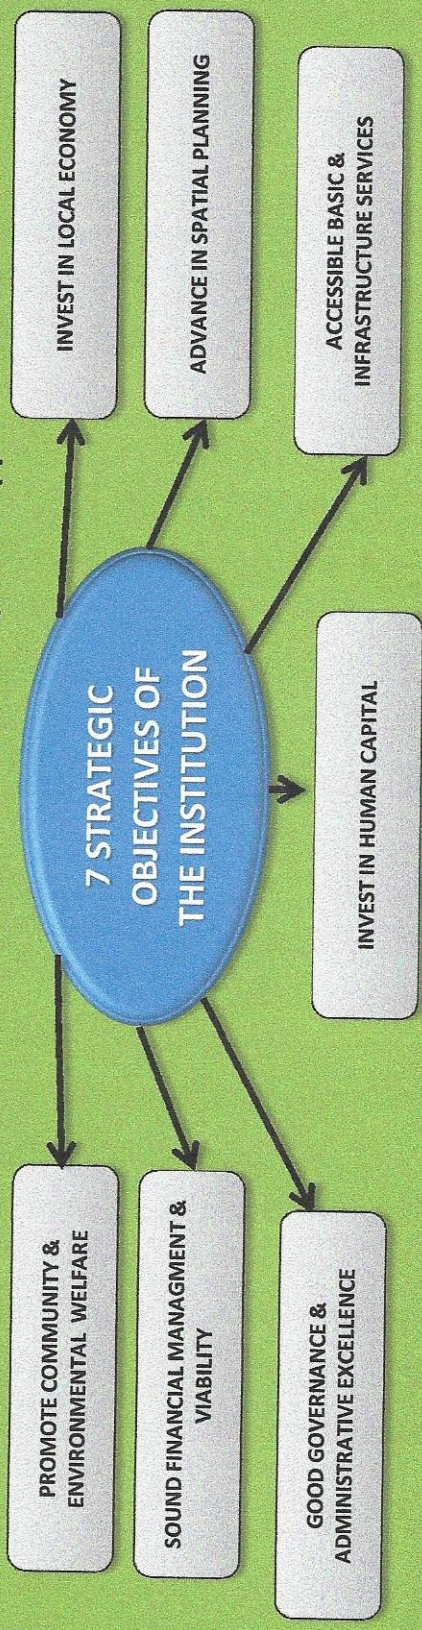 PROMOTE COMMUNITY &
ENVIRONMENTAL WELFARE
SOUND FINANCIAL MANAGMENT &
VIABILITY
GOOD GOVERNANCE &
ADMINISTRATIVE EXCELLENCE
7 STRATEGIC
OBJECTIVES OF
THE INSTITUTION
INVEST IN HUMAN CAPITAL
INVEST IN LOCAL ECONOMY
ADVANCE IN SPATIAL PLANNING
ACCESSIBLE BASIC &
INFRASTRUCTURE SERVICES